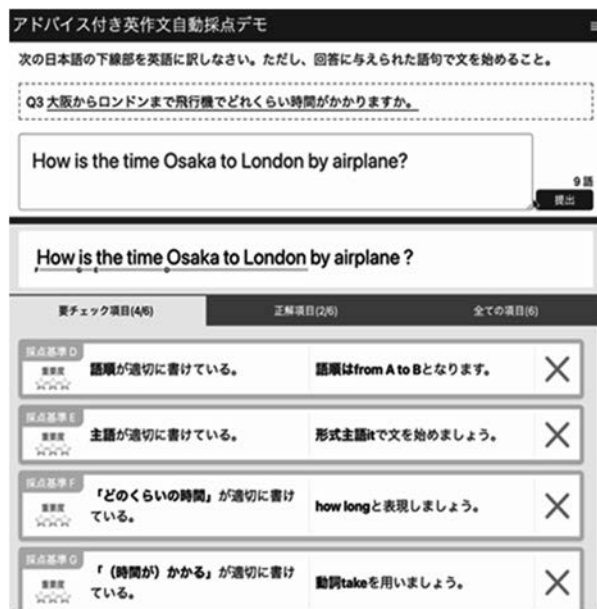 アドバイス付き英作文自動採点デモ
次の日本語の下線部を英語に訳しなさい。ただし、回答に与えられた語句で文を始めること。
Q3 大阪からロンドンまで飛行機でどれくらい時間がかかりますか。
How is the time Osaka to London by airplane?
9 語
提出
How is the time Osaka to London by airplane ?
F G E D
要チェック項目(4/6) 正解項目(2/6) 全ての項目(6)
採点基準 D
重要度
語順が適切に書けている。 語順はfrom A to Bとなります。
採点基準 E
重要度
主語が適切に書けている。 形式主語itで文を始めましょう。
採点基準 F
重要度
「どのくらいの時間」が適切に書け
ている。
how longと表現しましょう。
採点基準 G
重要度
「（時間が）かかる」が適切に書け
ている。
動詞takeを用いましょう。